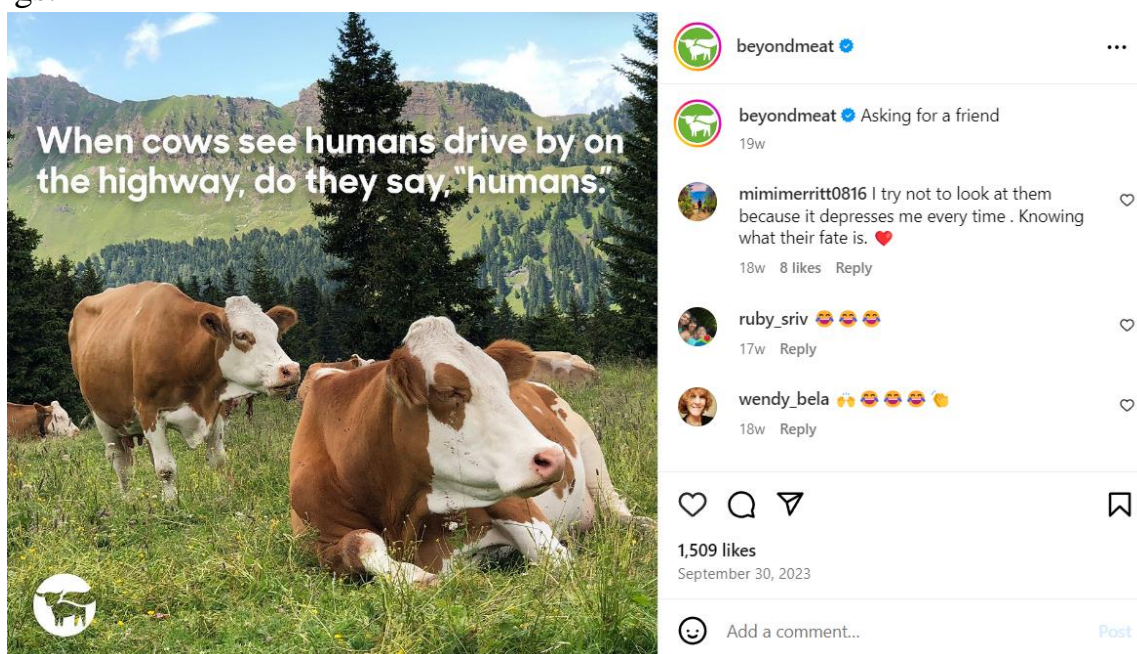 When cows see humans drive by on
the highway, do they say, "humans."
beyondmeat
beyondmeat Asking for a friend
19w
mimimerritt0816 I try not to look at them
because it depresses me every time . Knowing
what their fate is. ❤️
18w 8 likes Reply
ruby_sriv 😂 😂 😂
17w Reply
wendy_bela 🙌 😂 😂 😂 👏
18w Reply
1,509 likes
September 30, 2023
Add a comment...
Post